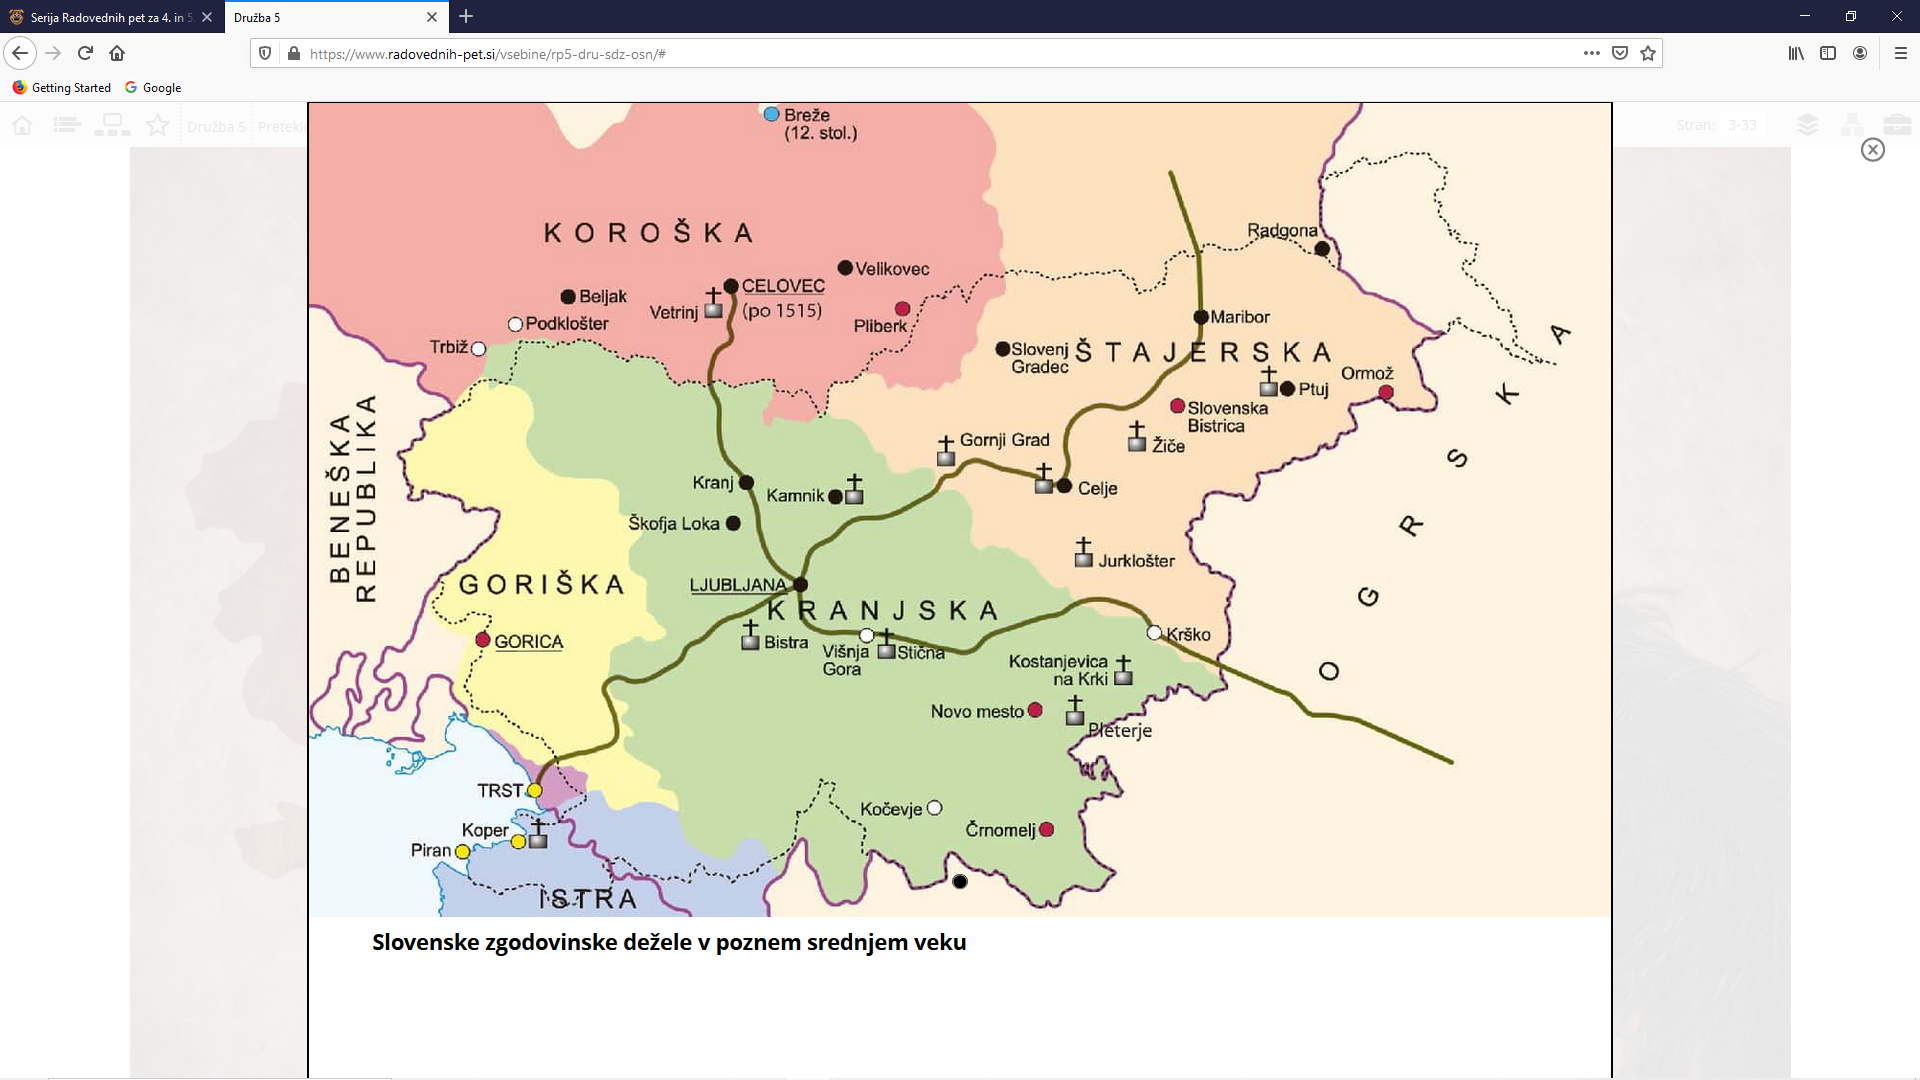 Serija Radovednih pet za 4. in 5.
Družba 5
https://www.radovednih-pet.si/vsebine/rp5-dru-sdz-osn/#
Getting Started
Google
Družba 5
Pretekl
Stran:
3-33
Breže
(12. stol.)
KOROŠKA
Radgona
Velikovec
CELOVEC
(po 1515)
Beljak
Vetrinj
Podklošter
Pliberk
Trbiž
Maribor
Slovenj
Gradec
ŠTAJERSKA
Ormož
Ptuj
Slovenska
Bistrica
Žiče
Gornji Grad
Celje
BENEŠKA
REPUBLIKA
Kranj
Kamnik
Škofja Loka
OGRSKA
Jurklošter
GORIŠKA
LJUBLJANA
KRANJSKA
GORICA
Bistra
Višnja
Gora
Stična
Krško
Kostanjevica
na Krki
Novo mesto
Pleterje
TRST
Kočevje
Koper
Črnomelj
Piran
ISTRA
Slovenske zgodovinske dežele v poznem srednjem veku